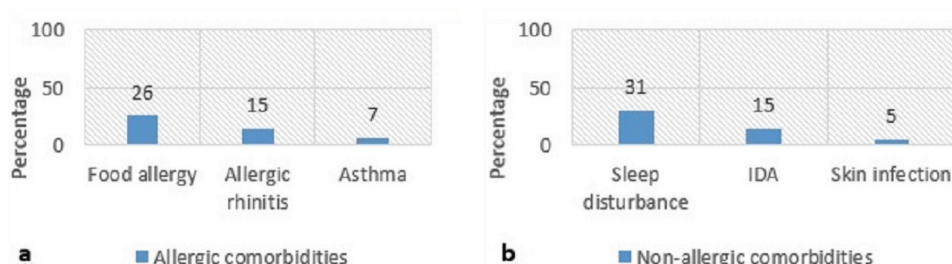 100
50
0
Percentage
26
15
7
Food allergy
Allergic
rhinitis
Asthma
a
Allergic comorbidities
100
50
0
Percentage
31
15
5
Sleep
disturbance
IDA
Skin infection
b
Non-allergic comorbidities